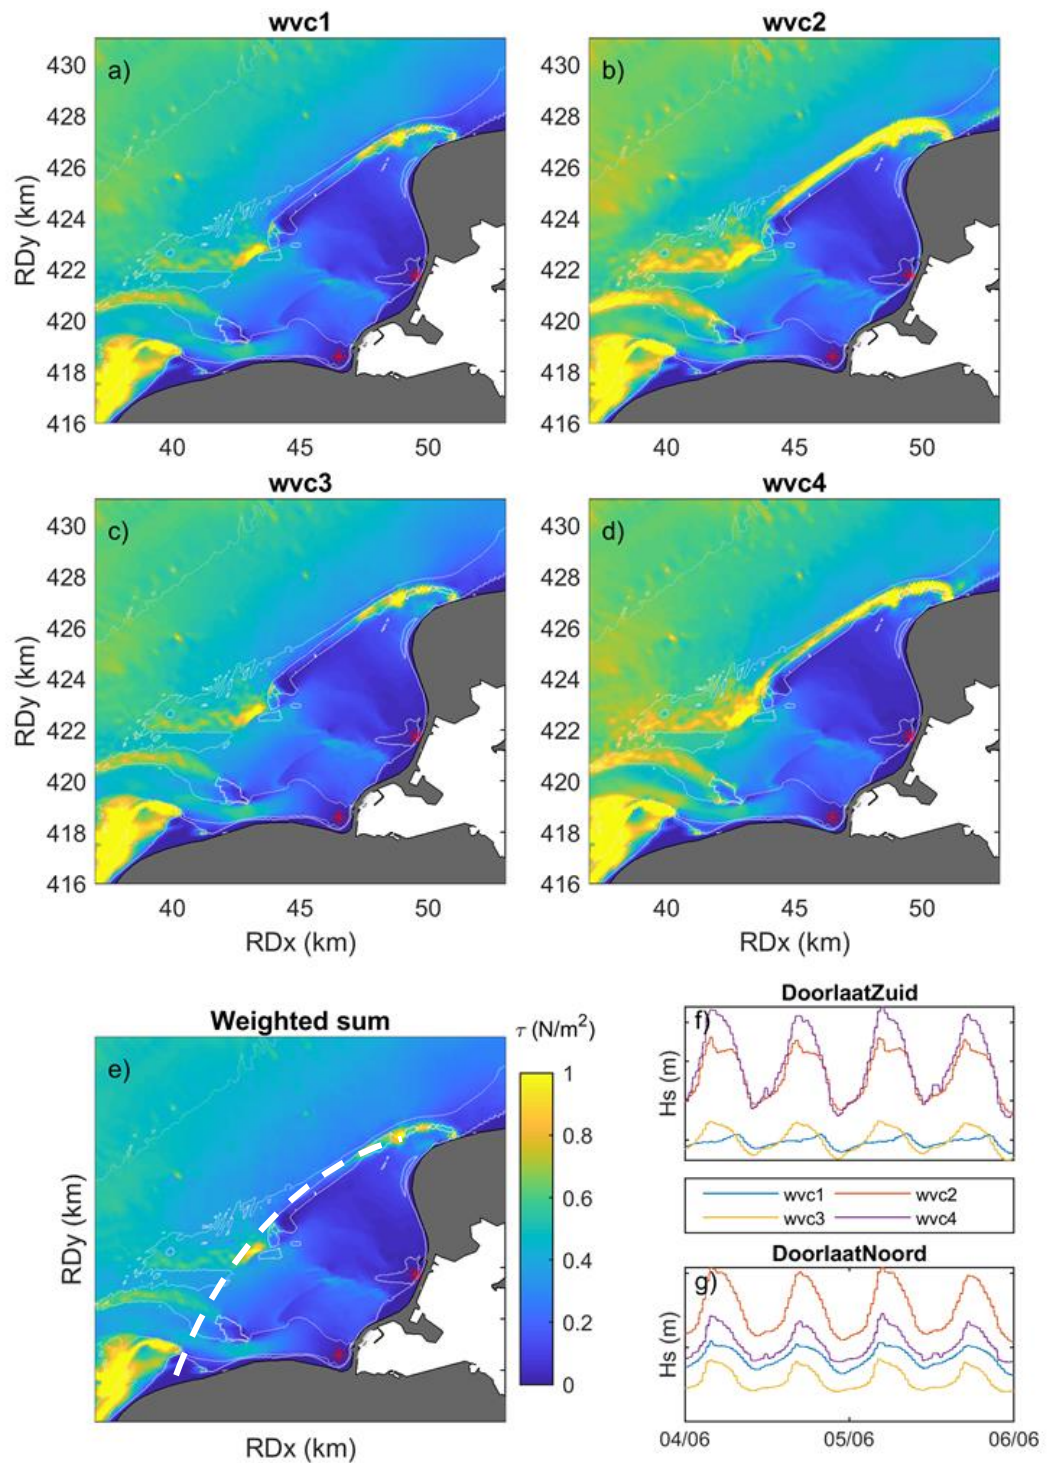 wvc1
wvc2
a)
b)
430
428
426
424
422
420
418
416
RDy (km)
430
428
426
424
422
420
418
416
40
45
50
40
45
50
wvc3
wvc4
c)
d)
430
428
426
424
422
420
418
416
RDy (km)
430
428
426
424
422
420
418
416
40
45
50
40
45
50
RDx (km)
RDx (km)
Weighted sum
e)
RDy (km)
RDx (km)
τ (N/m²)
1
0.8
0.6
0.4
0.2
0
DoorlaatZuid
f)
Hs (m)
wvc1
wvc2
wvc3
wvc4
DoorlaatNoord
g)
Hs (m)
04/06
05/06
06/06